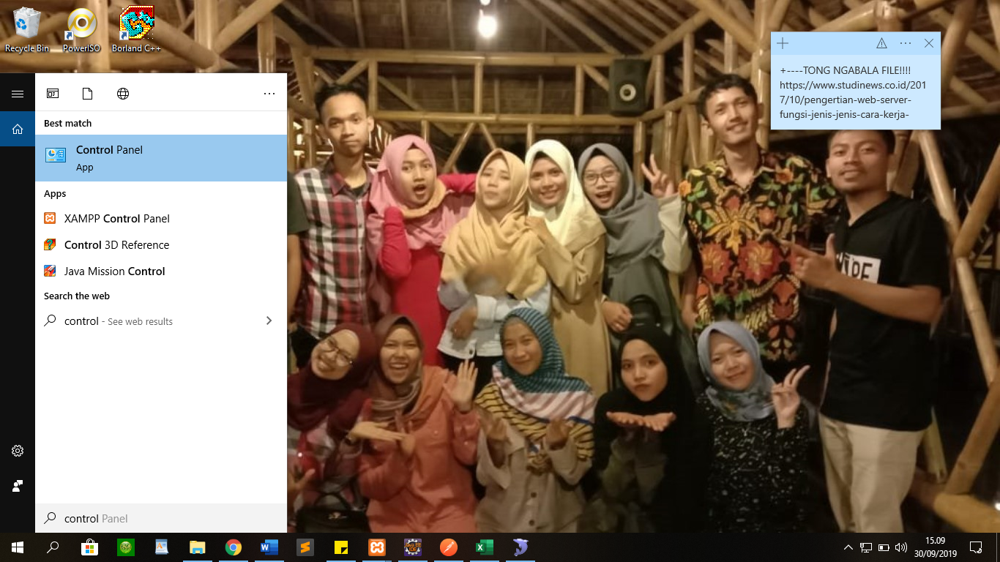 Recycle Bin
PowerISO
Borland C++
Best match
Control Panel
App
Apps
XAMPP Control Panel
Control 3D Reference
Java Mission Control
Search the web
control - See web results
control Panel
+----TONG NGABALA FILE!!!!
https://www.studinews.co.id/201
7/10/pengertian-web-server-
fungsi-jenis-jenis-cara-kerja-
15.09
30/09/2019